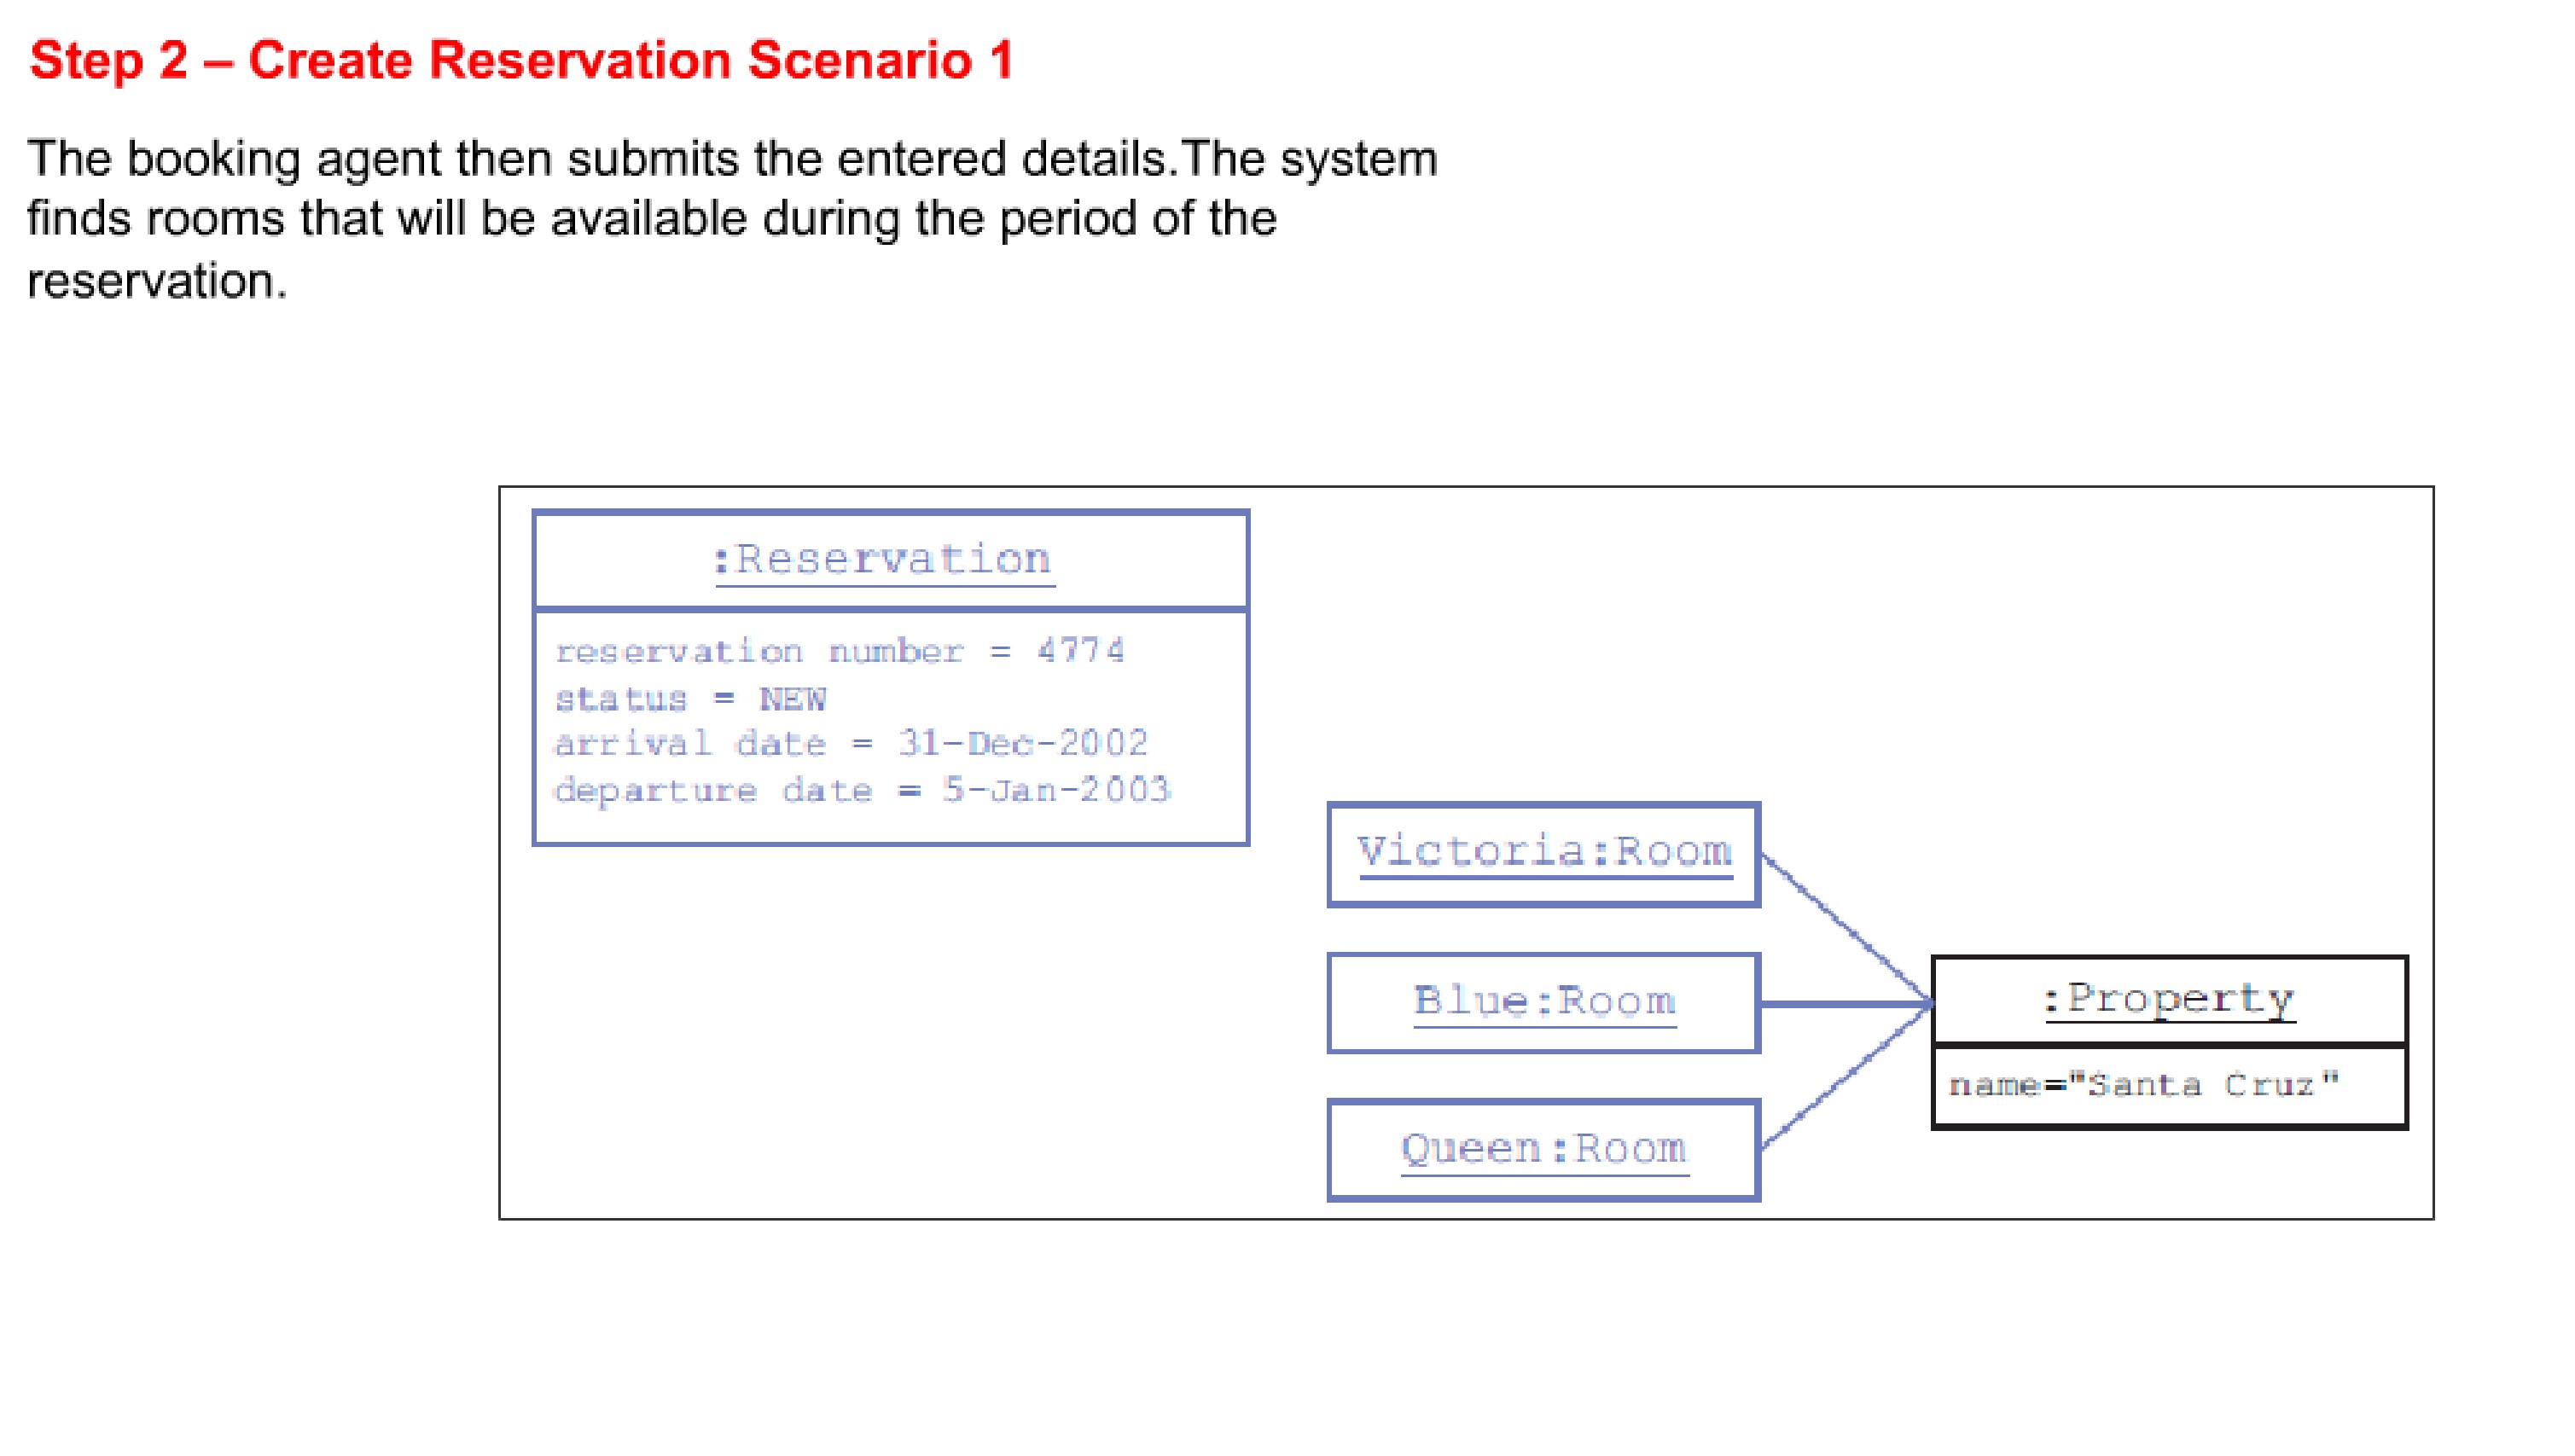 Step 2 – Create Reservation Scenario 1
The booking agent then submits the entered details.The system
finds rooms that will be available during the period of the
reservation.
:Reservation
reservation number = 4774
status = NEW
arrival date = 31-Dec-2002
departure date = 5-Jan-2003
Victoria:Room
Blue:Room
Queen:Room
:Property
name="Santa Cruz"